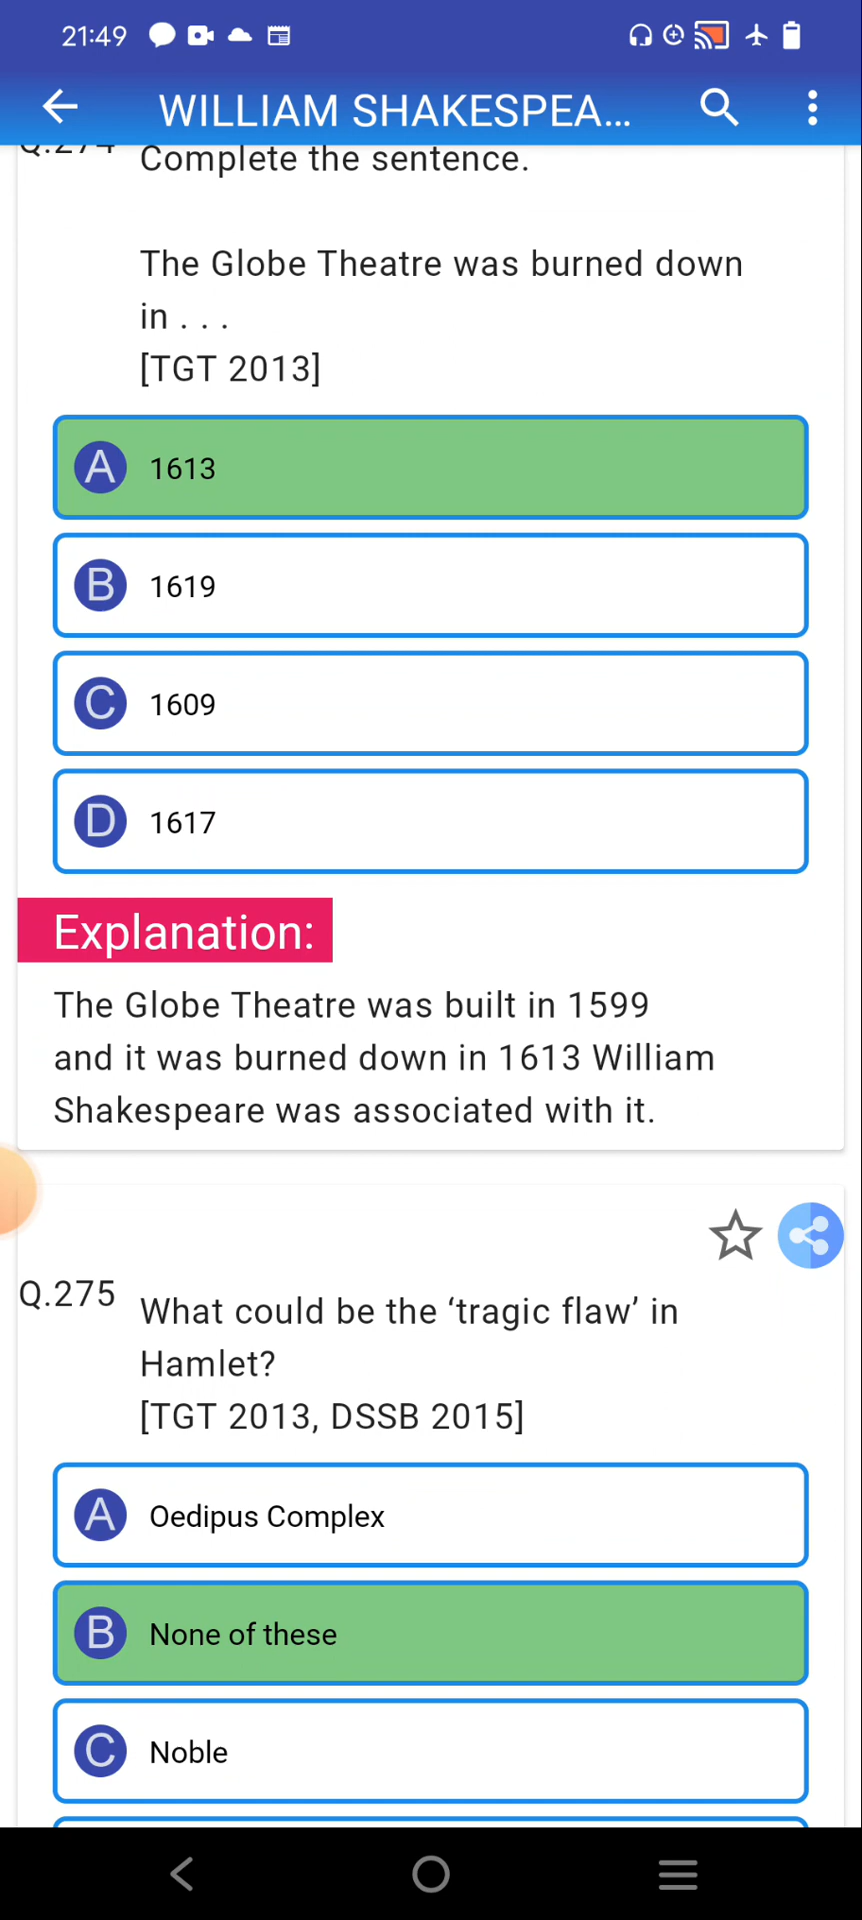 21:49
WILLIAM SHAKESPEA...
Q.274 Complete the sentence.
The Globe Theatre was burned down
in . . .
[TGT 2013]
A 1613
B 1619
C 1609
D 1617
Explanation:
The Globe Theatre was built in 1599
and it was burned down in 1613 William
Shakespeare was associated with it.
Q.275 What could be the ‘tragic flaw’ in
Hamlet?
[TGT 2013, DSSB 2015]
A Oedipus Complex
B None of these
C Noble